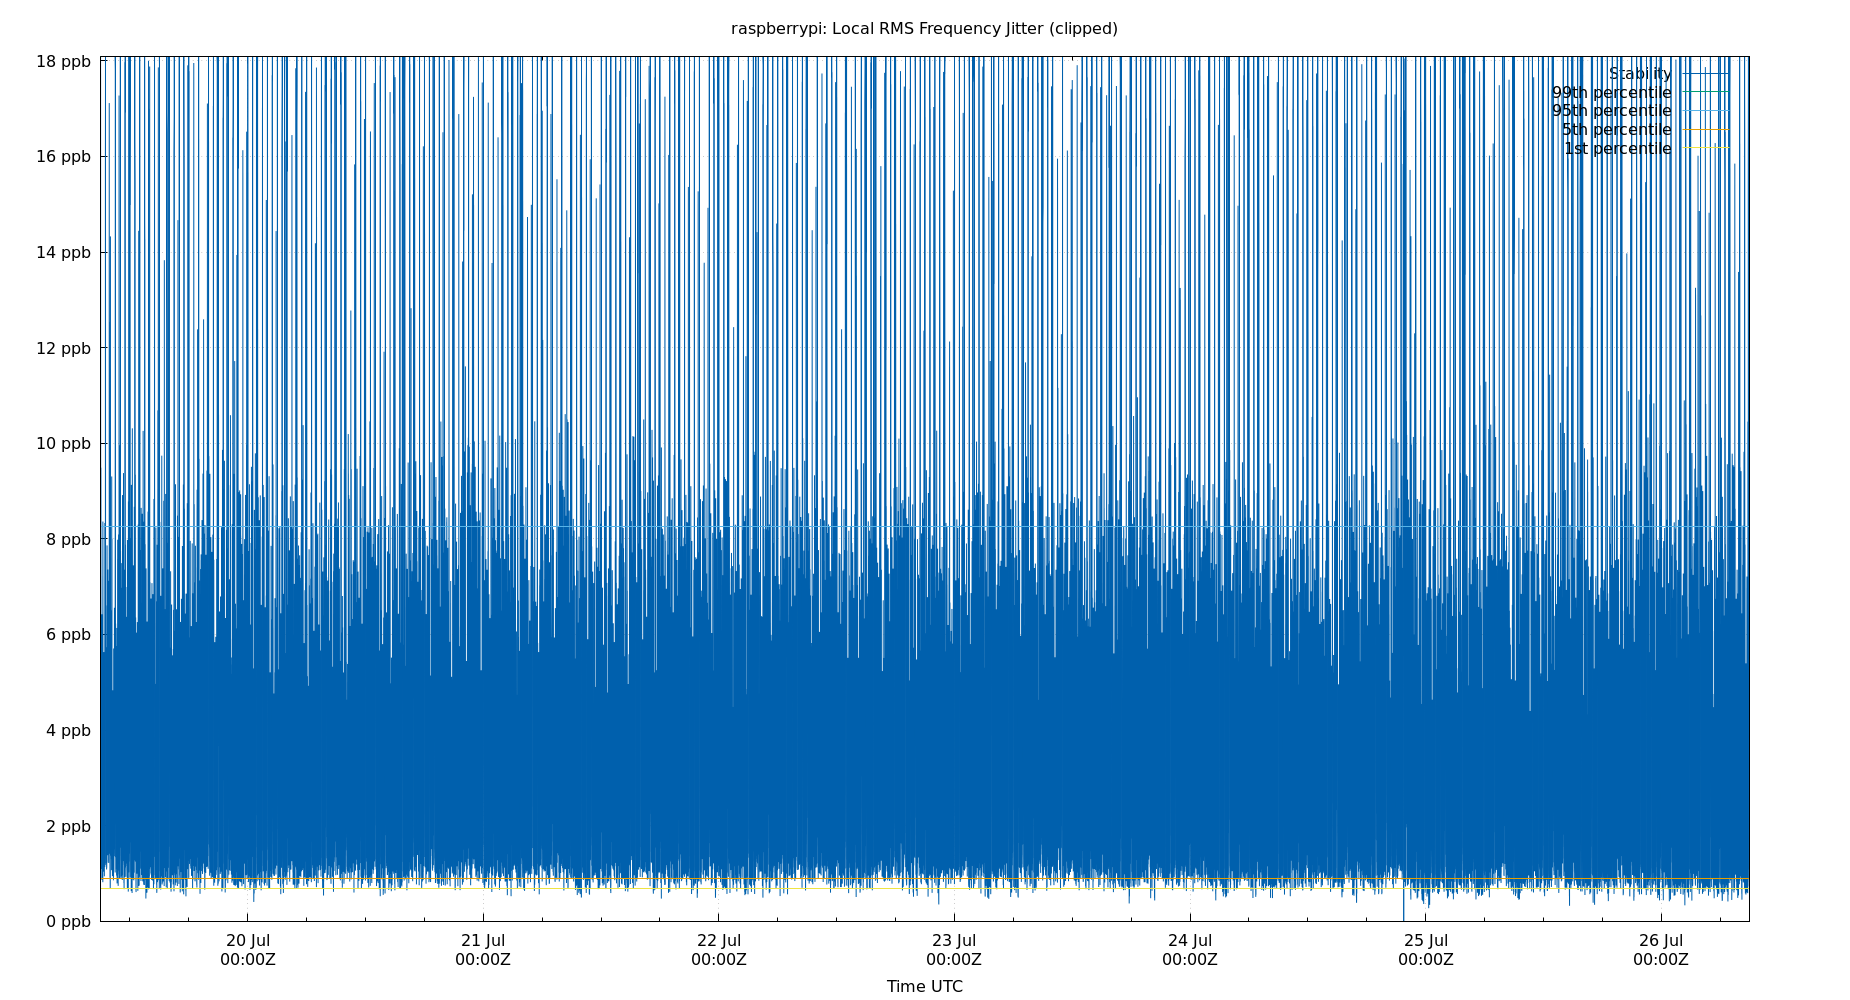 raspberrypi: Local RMS Frequency Jitter (clipped)
18 ppb
16 ppb
14 ppb
12 ppb
10 ppb
8 ppb
6 ppb
4 ppb
2 ppb
0 ppb
Stability
99th percentile
95th percentile
5th percentile
1st percentile
20 Jul
00:00Z
21 Jul
00:00Z
22 Jul
00:00Z
23 Jul
00:00Z
24 Jul
00:00Z
25 Jul
00:00Z
26 Jul
00:00Z
Time UTC